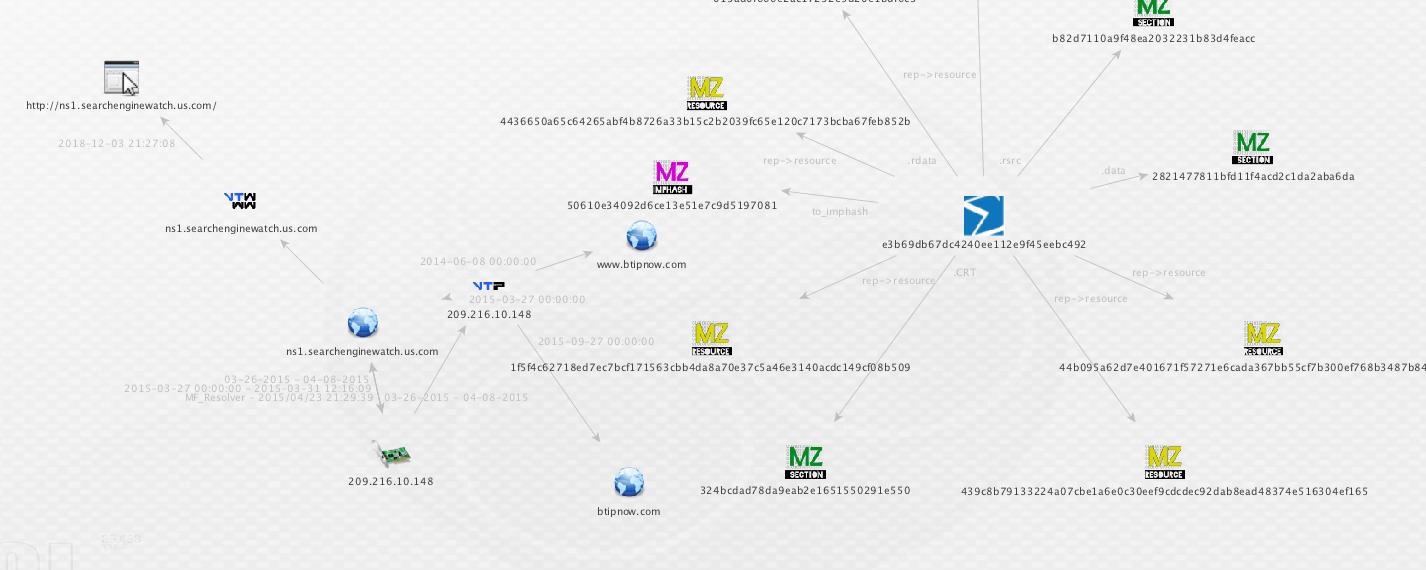 rep->resource
MZ
SECTION
b82d7110a9f48ea2032231b83d4feacc
MZ
RESOURCE
4436650a65c64265abf4b8726a33b15c2b2039fc65e120c7173bcba67feb852b
http://ns1.searchenginewatch.us.com/
2018-12-03 21:27:08
MZ
SECTION
2821477811bfd11f4acd2c1da2aba6da
rep->resource
.rdata
.rsrc
.data
MZ
IMPHASH
50610e34092d6ce13e51e7c9d5197081
to_imphash
VTWWW
ns1.searchenginewatch.us.com
e3b69db67dc4240ee112e9f45eebc492
www.btipnow.com
2014-06-08 00:00:00
VTP
2015-03-27 00:00:00
209.216.10.148
rep->resource
.CRT
rep->resource
rep->resource
ns1.searchenginewatch.us.com
2015-09-27 00:00:00
MZ
RESOURCE
1f5f4c62718ed7ec7bcf171563cbb4da8a70e37c5a46e3140acdc149cf08b509
MZ
RESOURCE
44b095a62d7e401671f57271e6cada367bb55cf7b300ef768b3487b84
03-26-2015 - 04-08-2015
2015-03-27 00:00:00 - 2015-03-31 12:16:09
MF_Resolver - 2015/04/23 21:29:39
03-26-2015 - 04-08-2015
209.216.10.148
btipnow.com
MZ
SECTION
324bcdad78da9eab2e1651550291e550
MZ
RESOURCE
439c8b79133224a07cbe1a6e0c30eef9cdcdec92dab8ead48374e516304ef165